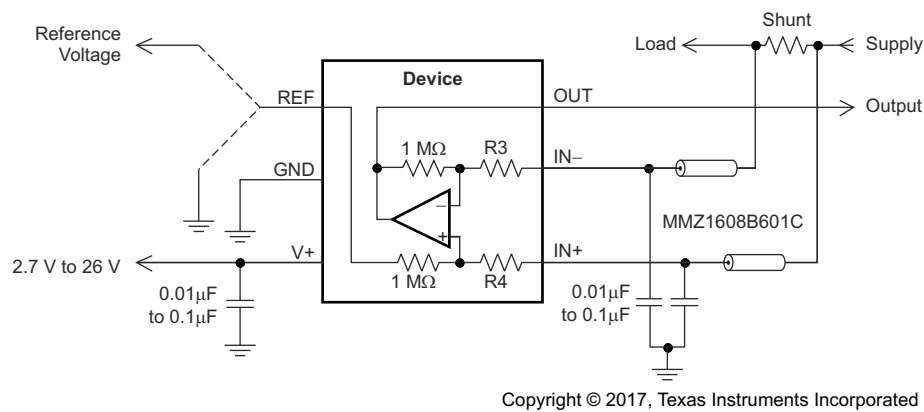 Shunt
Reference
Voltage
Load
Supply
Device
REF
OUT
Output
1 MΩ
R3
IN–
GND
–
+
MMZ1608B601C
V+
IN+
2.7 V to 26 V
1 MΩ
R4
0.01μF
to 0.1μF
0.01μF
to 0.1μF
Copyright © 2017, Texas Instruments Incorporated